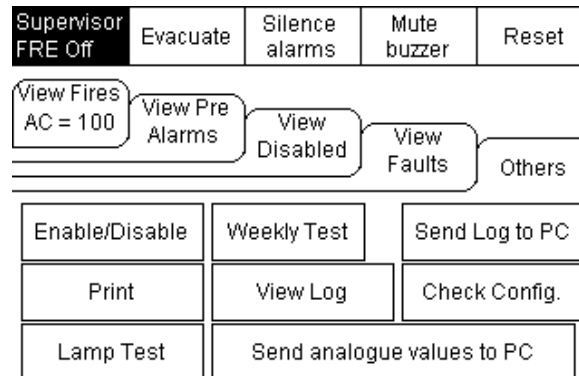 Supervisor
FRE Off
Evacuate
Silence
alarms
Mute
buzzer
Reset
View Fires
AC = 100
View Pre
Alarms
View
Disabled
View
Faults
Others
Enable/Disable
Weekly Test
Send Log to PC
Print
View Log
Check Config.
Lamp Test
Send analogue values to PC